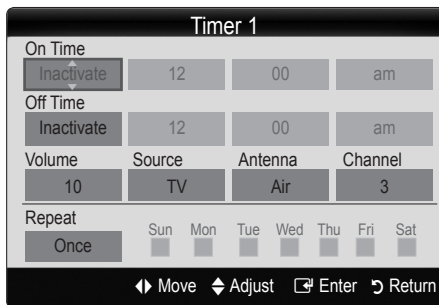 Timer 1
On Time
Inactivate 12 00 am
Off Time
Inactivate 12 00 am
Volume Source Antenna Channel
10 TV Air 3
Repeat
Once Sun Mon Tue Wed Thu Fri Sat
Move Adjust Enter Return